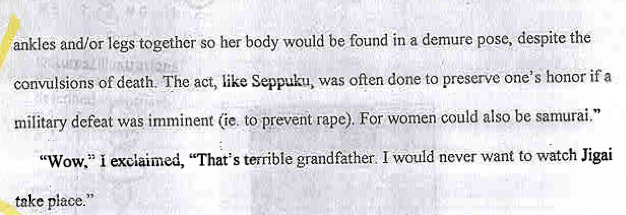 ankles and/or legs together so her body would be found in a demure pose, despite the
convulsions of death. The act, like Seppuku, was often done to preserve one's honor if a
military defeat was imminent (ie. to prevent rape). For women could also be samurai."
"Wow," I exclaimed, "That's terrible grandfather. I would never want to watch Jigai
take place."